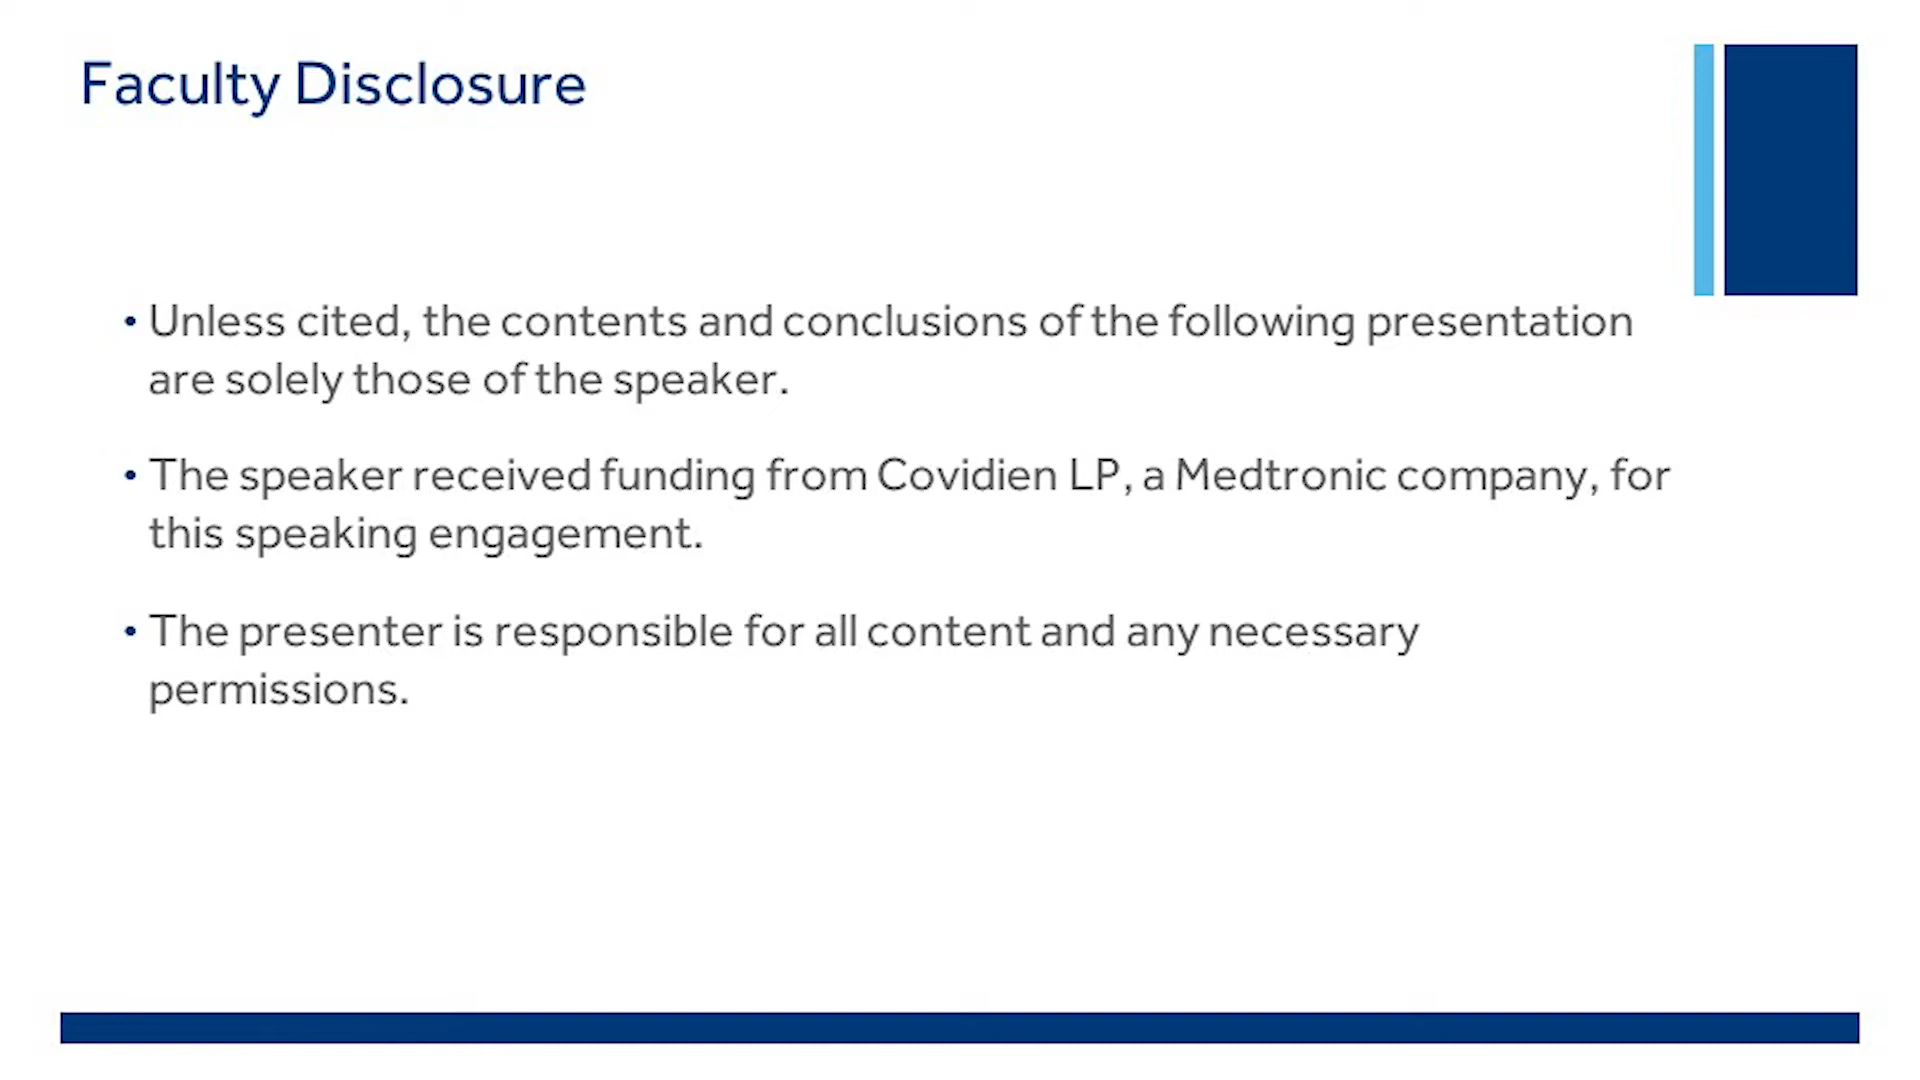 Faculty Disclosure
• Unless cited, the contents and conclusions of the following presentation
are solely those of the speaker.
• The speaker received funding from Covidien LP, a Medtronic company, for
this speaking engagement.
• The presenter is responsible for all content and any necessary
permissions.